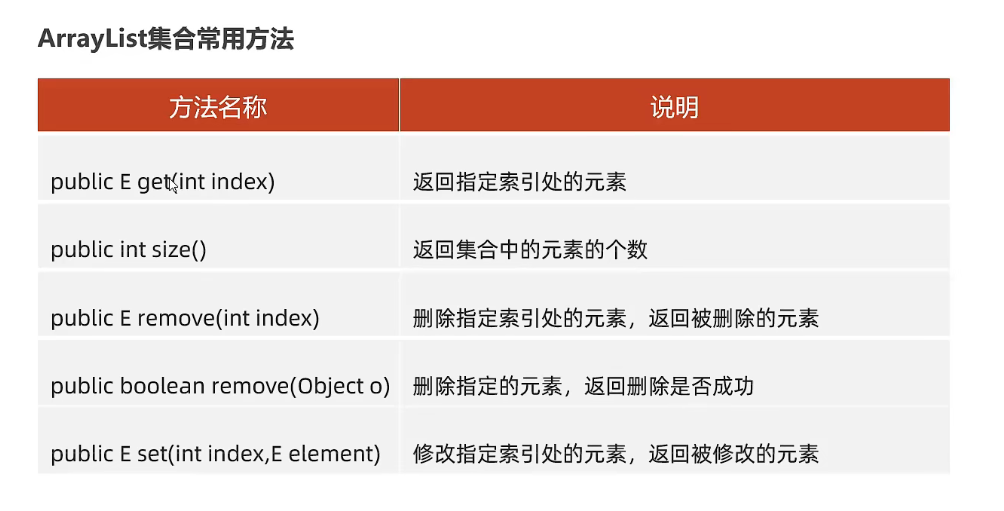 ArrayList集合常用方法
方法名称 说明
public E get(int index) 返回指定索引处的元素
public int size() 返回集合中的元素的个数
public E remove(int index) 删除指定索引处的元素，返回被删除的元素
public boolean remove(Object o) 删除指定的元素，返回删除是否成功
public E set(int index,E element) 修改指定索引处的元素，返回被修改的元素